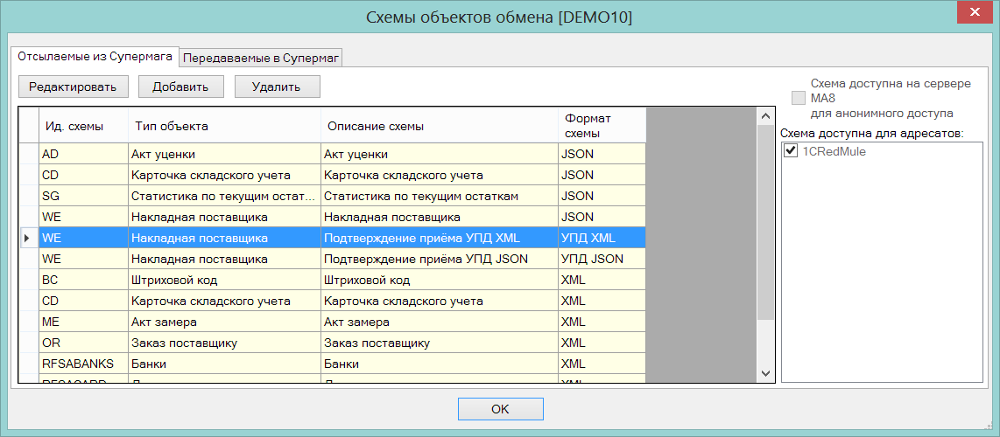 Схемы объектов обмена [DEMO10]
Отсылаемые из Супермага Передаваемые в Супермаг
Редактировать Добавить Удалить
Схема доступна на сервере
MA8
для анонимного доступа
Схема доступна для адресатов:
1CRedMule
Ид. схемы Тип объекта Описание схемы Формат
схемы
AD Акт уценки Акт уценки JSON
CD Карточка складского учета Карточка складского учета JSON
SG Статистика по текущим остат... Статистика по текущим остаткам JSON
WE Накладная поставщика Накладная поставщика JSON
WE Накладная поставщика Подтверждение приёма УПД XML УПД XML
WE Накладная поставщика Подтверждение приёма УПД JSON УПД JSON
BC Штриховой код Штриховой код XML
CD Карточка складского учета Карточка складского учета XML
ME Акт замера Акт замера XML
OR Заказ поставщику Заказ поставщику XML
RFSABANKS Банки Банки XML
OK